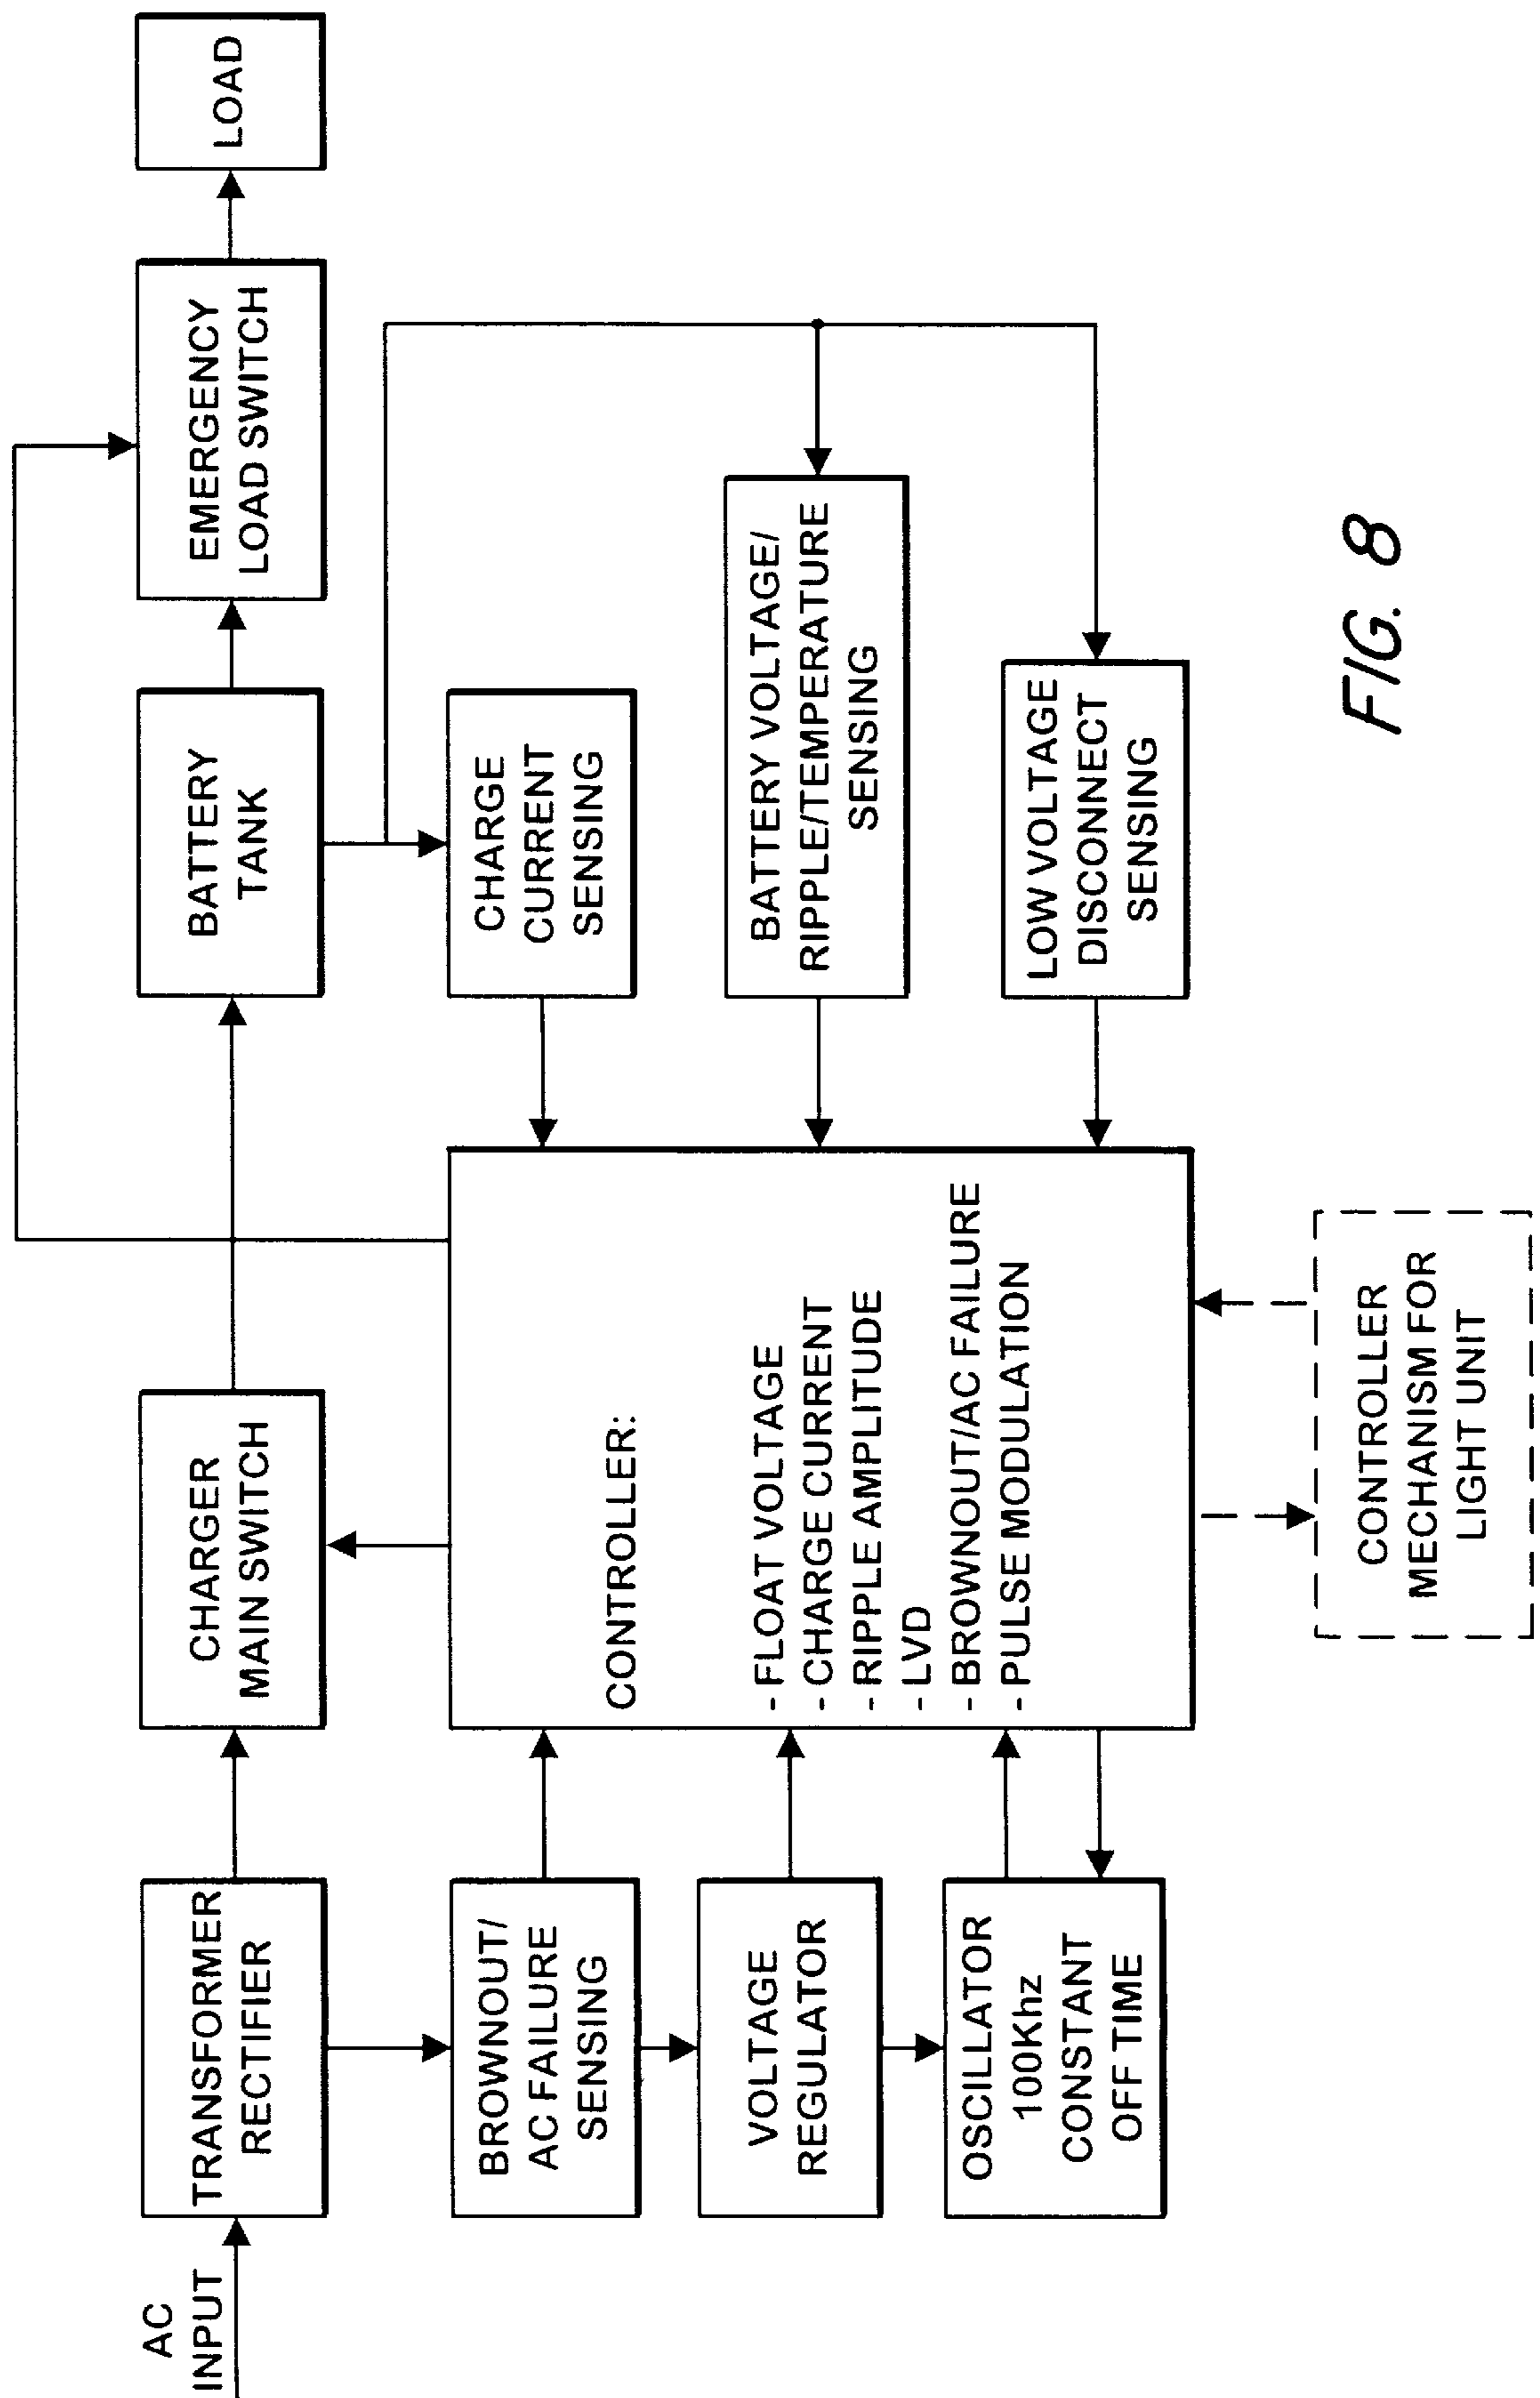 AC
INPUT
TRANSFORMER
RECTIFIER
CHARGER
MAIN SWITCH
BATTERY
TANK
EMERGENCY
LOAD SWITCH
LOAD
BROWNOUT/
AC FAILURE
SENSING
VOLTAGE
REGULATOR
OSCILLATOR
100Khz
CONSTANT
OFF TIME
CONTROLLER:
- FLOAT VOLTAGE
- CHARGE CURRENT
- RIPPLE AMPLITUDE
- LVD
- BROWNOUT/AC FAILURE
- PULSE MODULATION
CHARGE
CURRENT
SENSING
BATTERY VOLTAGE/
RIPPLE/TEMPERATURE
SENSING
LOW VOLTAGE
DISCONNECT
SENSING
CONTROLLER
MECHANISM FOR
LIGHT UNIT
FIG. 8